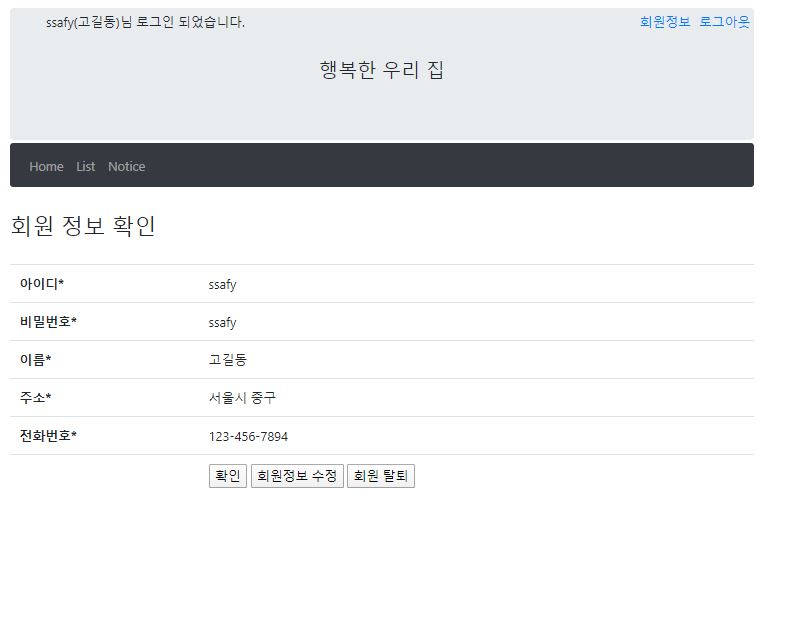 ssafy(고길동)님 로그인 되었습니다. 회원정보 로그아웃
행복한 우리 집
Home List Notice
회원 정보 확인
아이디* ssafy
비밀번호* ssafy
이름* 고길동
주소* 서울시 중구
전화번호* 123-456-7894
확인 회원정보 수정 회원 탈퇴